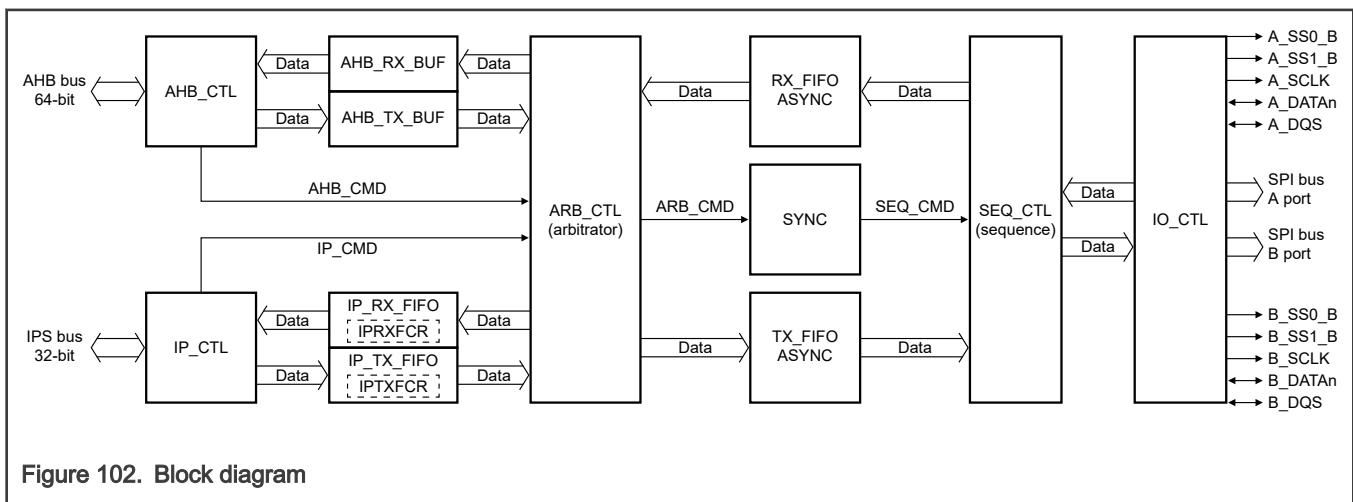 AHB bus
64-bit
AHB_CTL
Data
AHB_RX_BUF
Data
Data
AHB_TX_BUF
Data
AHB_CMD
IP_CMD
IPS bus
32-bit
IP_CTL
Data
IP_RX_FIFO
IPRXFCR
Data
Data
IP_TX_FIFO
IPTXFCR
Data
ARB_CTL
(arbitrator)
Data
RX_FIFO
ASYNC
Data
ARB_CMD
SYNC
SEQ_CMD
Data
TX_FIFO
ASYNC
Data
SEQ_CTL
(sequence)
Data
Data
IO_CTL
A_SS0_B
A_SS1_B
A_SCLK
A_DATAn
A_DQS
SPI bus
A port
SPI bus
B port
B_SS0_B
B_SS1_B
B_SCLK
B_DATAn
B_DQS
Figure 102. Block diagram